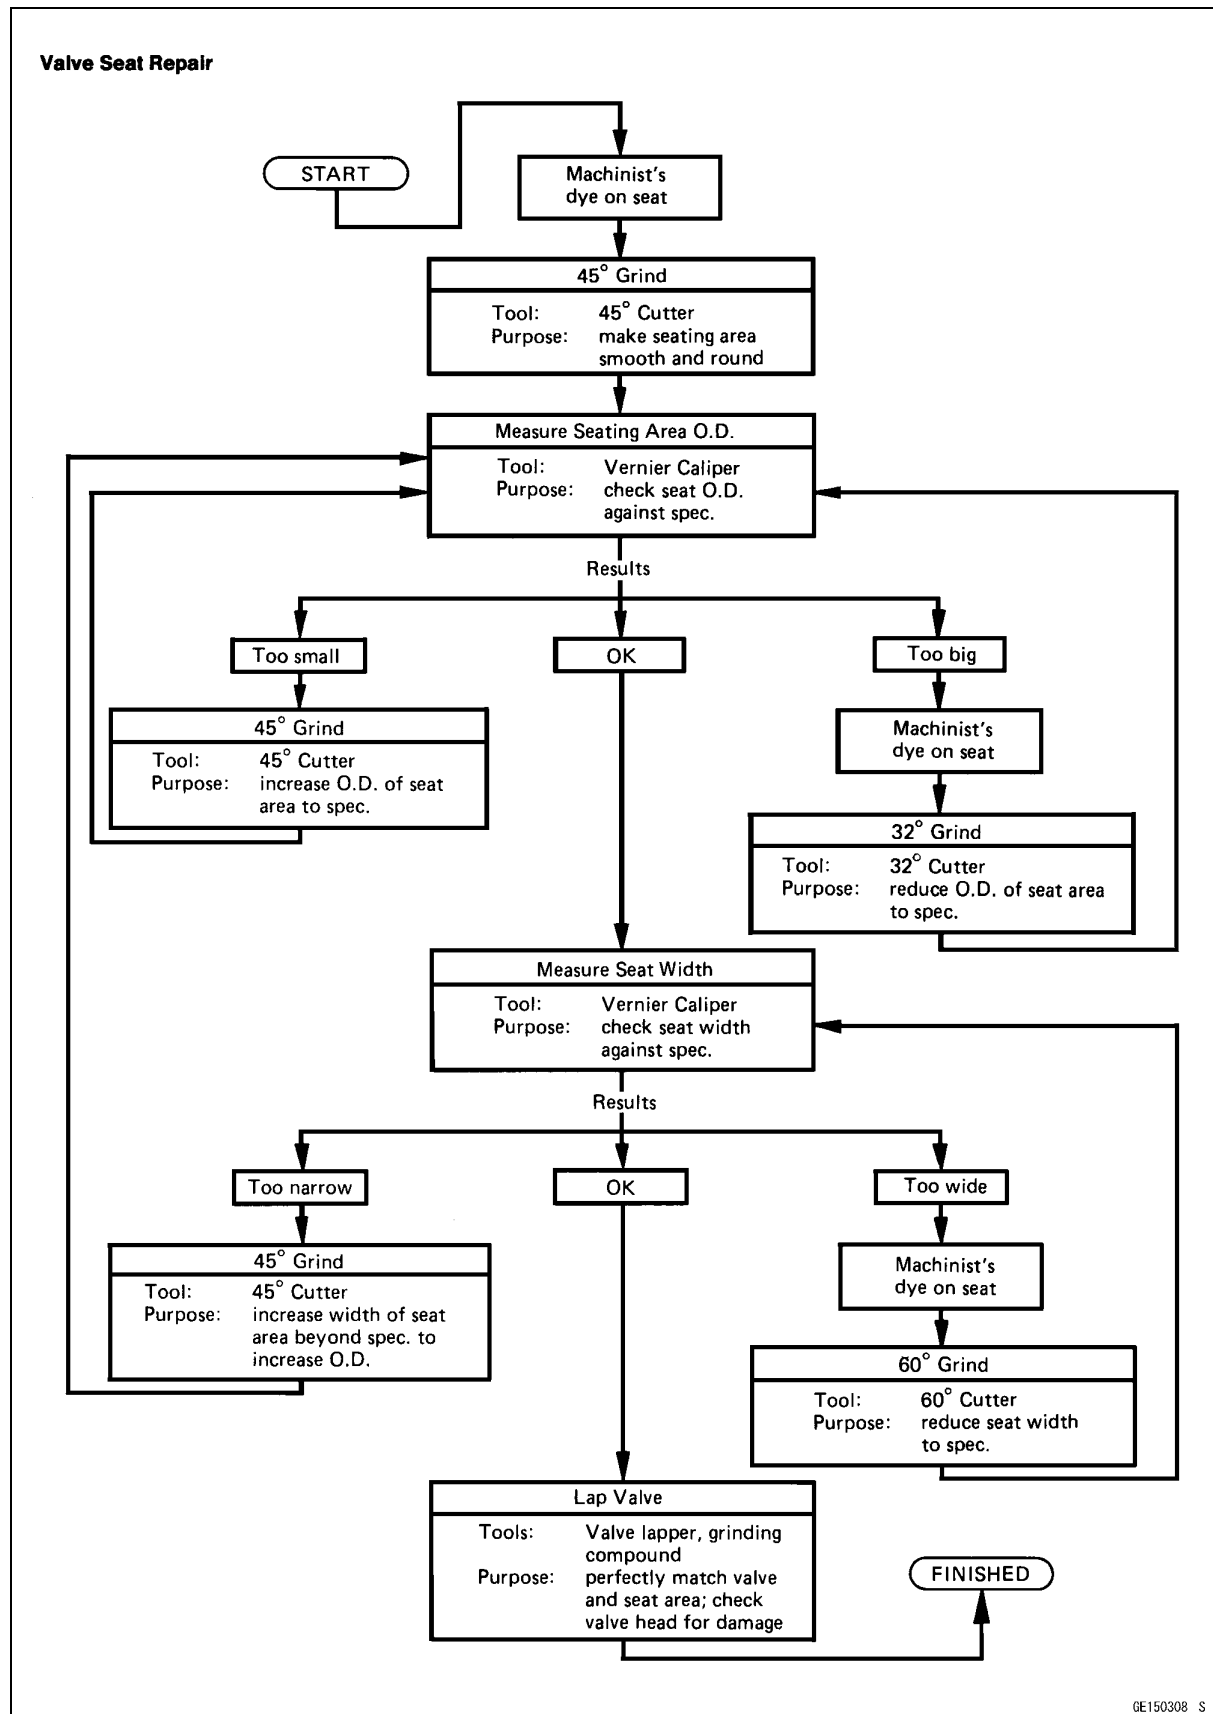 Valve Seat Repair
START
Machinist's
dye on seat
45° Grind
Tool: 45° Cutter
Purpose: make seating area
smooth and round
Measure Seating Area O.D.
Tool: Vernier Caliper
Purpose: check seat O.D.
against spec.
Results
Too small
OK
Too big
45° Grind
Tool: 45° Cutter
Purpose: increase O.D. of seat
area to spec.
Machinist's
dye on seat
32° Grind
Tool: 32° Cutter
Purpose: reduce O.D. of seat area
to spec.
Measure Seat Width
Tool: Vernier Caliper
Purpose: check seat width
against spec.
Results
Too narrow
OK
Too wide
45° Grind
Tool: 45° Cutter
Purpose: increase width of seat
area beyond spec. to
increase O.D.
Machinist's
dye on seat
60° Grind
Tool: 60° Cutter
Purpose: reduce seat width
to spec.
Lap Valve
Tools: Valve lapper, grinding
compound
Purpose: perfectly match valve
and seat area; check
valve head for damage
FINISHED
GE150308 S